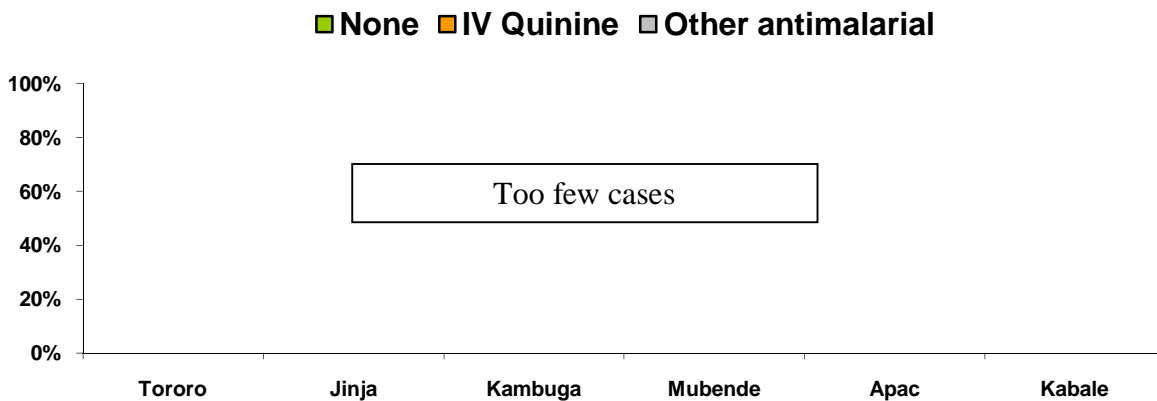 None IV Quinine Other antimalarial
100%
80%
Too few cases
60%
40%
20%
0%
Tororo Jinja Kambuga Mubende Apac Kabale